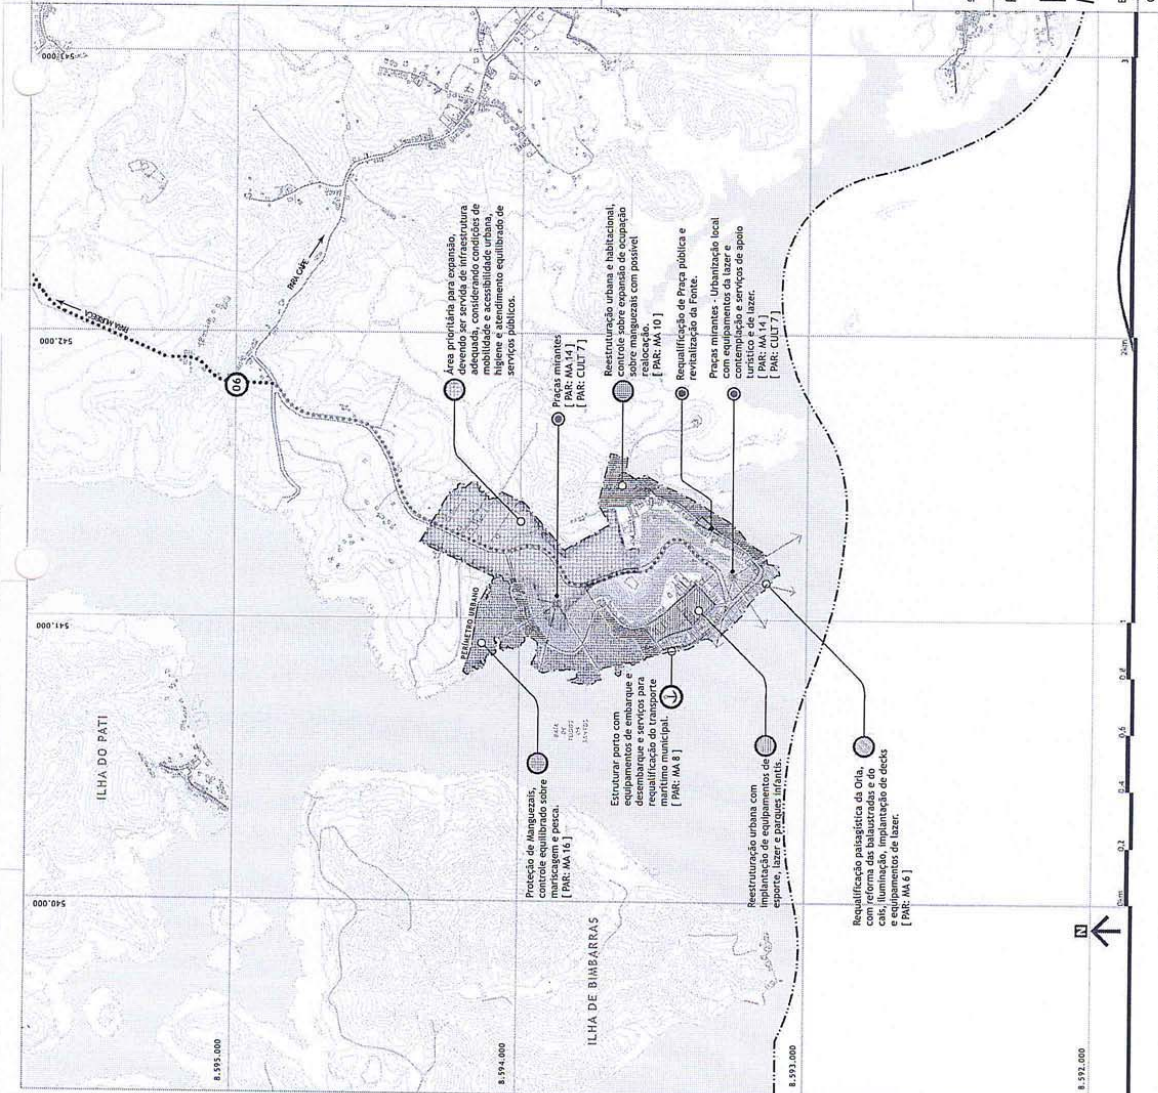 543.000
542.000
541.000
540.000
8.595.000
8.594.000
8.593.000
8.592.000
ILHA DO PATI
ILHA DE BIMBARRAS
PERÍMETRO URBANO
BAÍA
DE
TODOS
OS
SANTOS
06
Área prioritária para expansão,
devendo ser servida de infraestrutura
adequada, considerando condições de
mobilidade e acessibilidade urbana,
higiene e atendimento equilibrado de
serviços públicos.
Praças mirantes
[ PAR: MA 14 ]
[ PAR: CULT 7 ]
Reestruturação urbana e habitacional,
controle sobre expansão de ocupação
sobre manguezais com possível
realocação.
[ PAR: MA 10 ]
Requalificação de Praça pública e
revitalização da Fonte.
Praças mirantes - Urbanização local
com equipamentos da lazer e
contemplação e serviços de apoio
turístico e de lazer.
[ PAR: MA 14 ]
[ PAR: CULT 7 ]
Proteção de Manguezais,
controle equilibrado sobre
mariscagem e pesca.
[ PAR: MA 16 ]
Estruturar porto com
equipamentos de embarque e
desembarque e serviços para
requalificação do transporte
marítimo municipal.
[ PAR: MA 8 ]
Reestruturação urbana com
implantação de equipamentos de
esporte, lazer e parques infantis.
Requalificação paisagística da Orla,
com reforma das balaustradas e do
cais, iluminação, implantação de decks
e equipamentos de lazer.
[ PAR: MA 6 ]
N
0km
0,2
0,4
0,6
0,8
1
2km
3